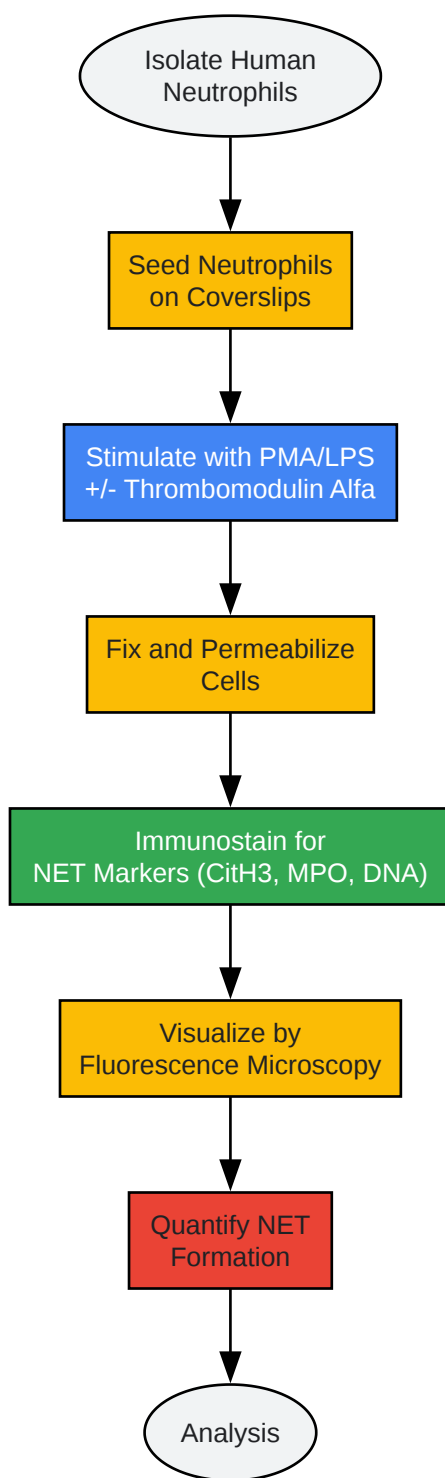 Isolate Human
Neutrophils
Seed Neutrophils
on Coverslips
Stimulate with PMA/LPS
+/- Thrombomodulin Alfa
Fix and Permeabilize
Cells
Immunostain for
NET Markers (CitH3, MPO, DNA)
Visualize by
Fluorescence Microscopy
Quantify NET
Formation
Analysis